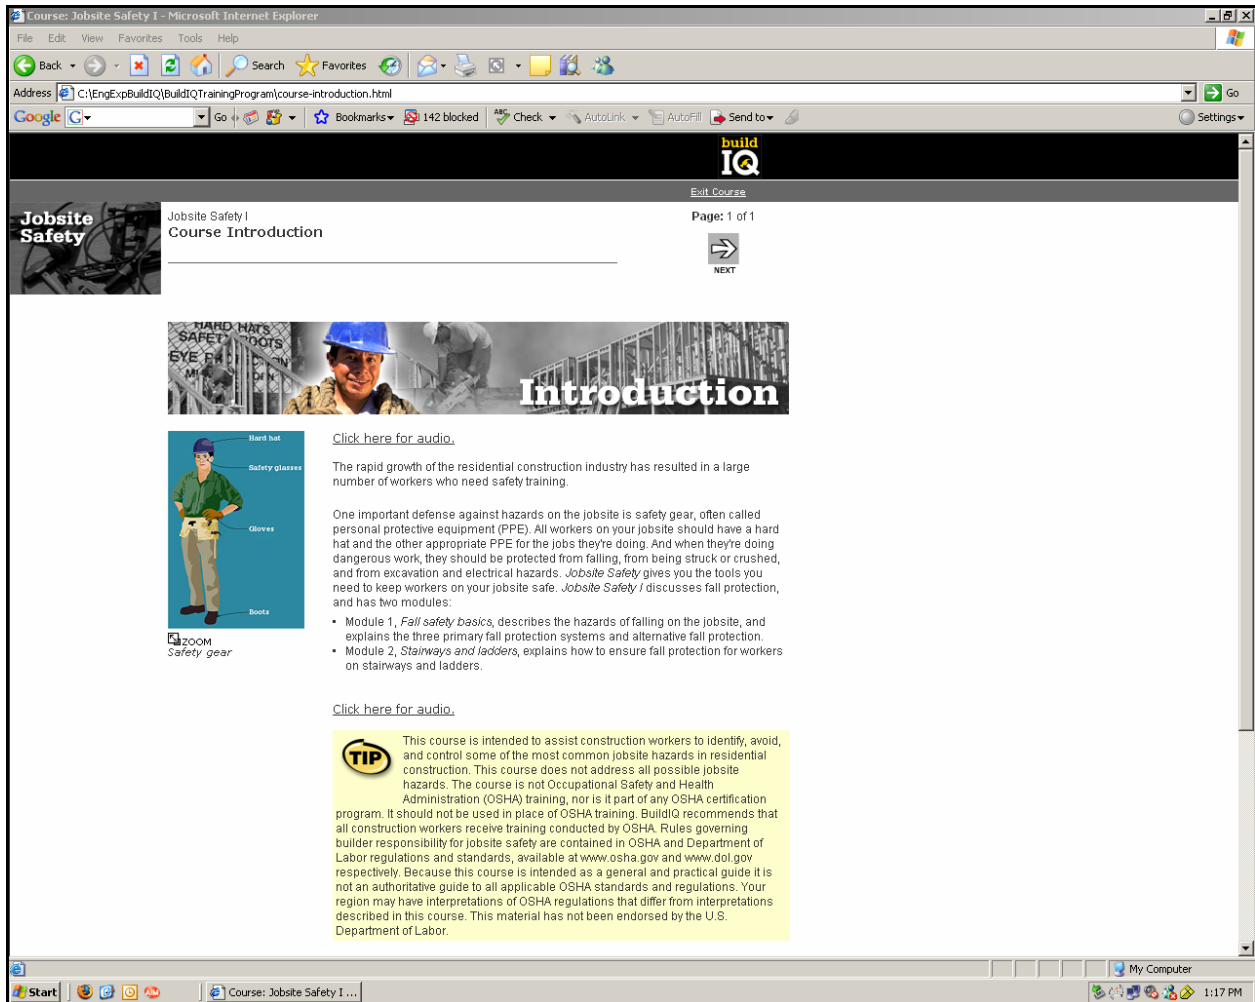 Course: Jobsite Safety I - Microsoft Internet Explorer
File Edit View Favorites Tools Help
Back Search Favorites
Address C:\EngExpBuildIQ\BuildIQTrainingProgram\course-introduction.html Go
Google G Go Bookmarks 142 blocked ABC Check AutoLink AutoFill Send to Settings
build
IQ
Exit Course
Jobsite
Safety
Jobsite Safety I
Course Introduction
Page: 1 of 1
NEXT
HARD HATS
SAFETY BOOTS
Introduction
Hard hat
Safety glasses
Gloves
Boots
ZOOM
Safety gear
Click here for audio.
The rapid growth of the residential construction industry has resulted in a large
number of workers who need safety training.
One important defense against hazards on the jobsite is safety gear, often called
personal protective equipment (PPE). All workers on your jobsite should have a hard
hat and the other appropriate PPE for the jobs they're doing. And when they're doing
dangerous work, they should be protected from falling, from being struck or crushed,
and from excavation and electrical hazards. Jobsite Safety gives you the tools you
need to keep workers on your jobsite safe. Jobsite Safety I discusses fall protection,
and has two modules:
▪ Module 1, Fall safety basics, describes the hazards of falling on the jobsite, and
explains the three primary fall protection systems and alternative fall protection.
▪ Module 2, Stairways and ladders, explains how to ensure fall protection for workers
on stairways and ladders.
Click here for audio.
TIP
This course is intended to assist construction workers to identify, avoid,
and control some of the most common jobsite hazards in residential
construction. This course does not address all possible jobsite
hazards. The course is not Occupational Safety and Health
Administration (OSHA) training, nor is it part of any OSHA certification
program. It should not be used in place of OSHA training. BuildIQ recommends that
all construction workers receive training conducted by OSHA. Rules governing
builder responsibility for jobsite safety are contained in OSHA and Department of
Labor regulations and standards, available at www.osha.gov and www.dol.gov
respectively. Because this course is intended as a general and practical guide it is
not an authoritative guide to all applicable OSHA standards and regulations. Your
region may have interpretations of OSHA regulations that differ from interpretations
described in this course. This material has not been endorsed by the U.S.
Department of Labor.
My Computer
Start Course: Jobsite Safety I ... 1:17 PM